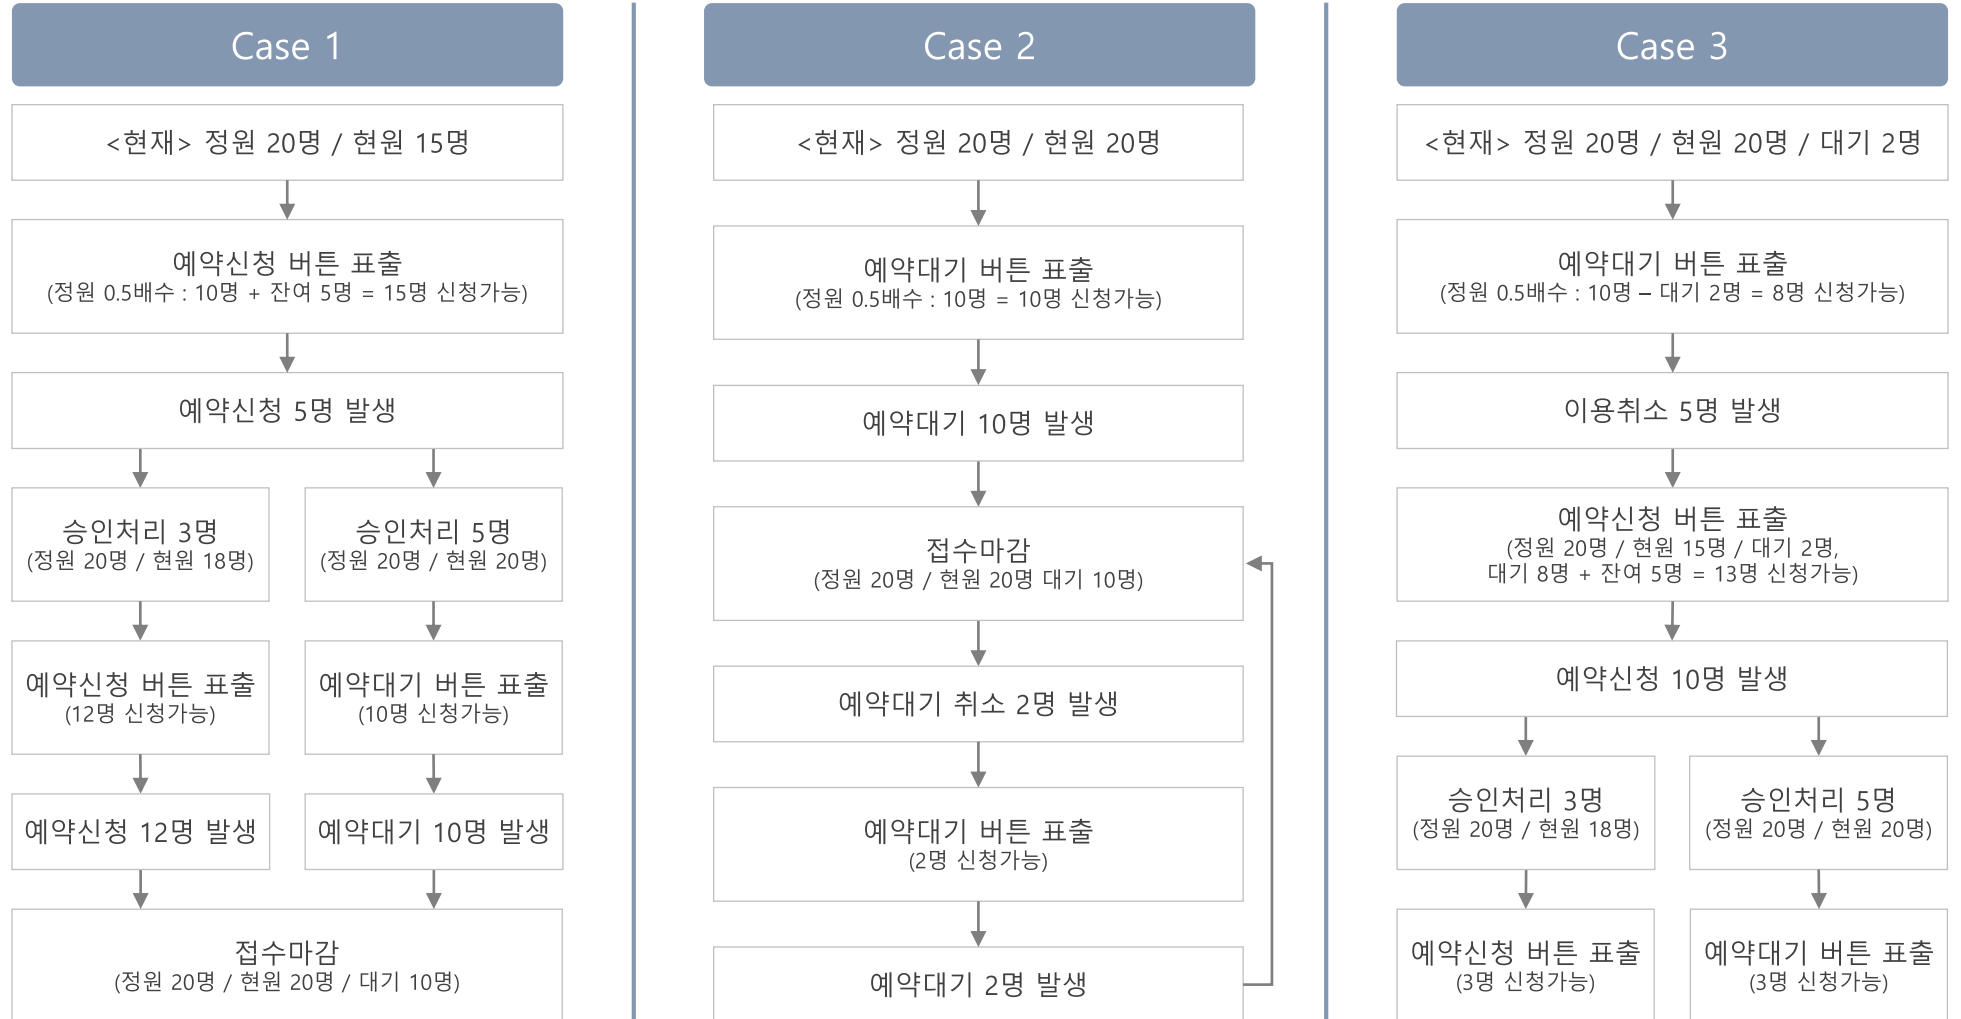 Case 1
<현재> 정원 20명 / 현원 15명
예약신청 버튼 표출
(정원 0.5배수 : 10명 + 잔여 5명 = 15명 신청가능)
예약신청 5명 발생
승인처리 3명
(정원 20명 / 현원 18명)
예약신청 버튼 표출
(12명 신청가능)
예약신청 12명 발생
승인처리 5명
(정원 20명 / 현원 20명)
예약대기 버튼 표출
(10명 신청가능)
예약대기 10명 발생
접수마감
(정원 20명 / 현원 20명 / 대기 10명)
Case 2
<현재> 정원 20명 / 현원 20명
예약대기 버튼 표출
(정원 0.5배수 : 10명 = 10명 신청가능)
예약대기 10명 발생
접수마감
(정원 20명 / 현원 20명 대기 10명)
예약대기 취소 2명 발생
예약대기 버튼 표출
(2명 신청가능)
예약대기 2명 발생
Case 3
<현재> 정원 20명 / 현원 20명 / 대기 2명
예약대기 버튼 표출
(정원 0.5배수 : 10명 – 대기 2명 = 8명 신청가능)
이용취소 5명 발생
예약신청 버튼 표출
(정원 20명 / 현원 15명 / 대기 2명,
대기 8명 + 잔여 5명 = 13명 신청가능)
예약신청 10명 발생
승인처리 3명
(정원 20명 / 현원 18명)
예약신청 버튼 표출
(3명 신청가능)
승인처리 5명
(정원 20명 / 현원 20명)
예약대기 버튼 표출
(3명 신청가능)